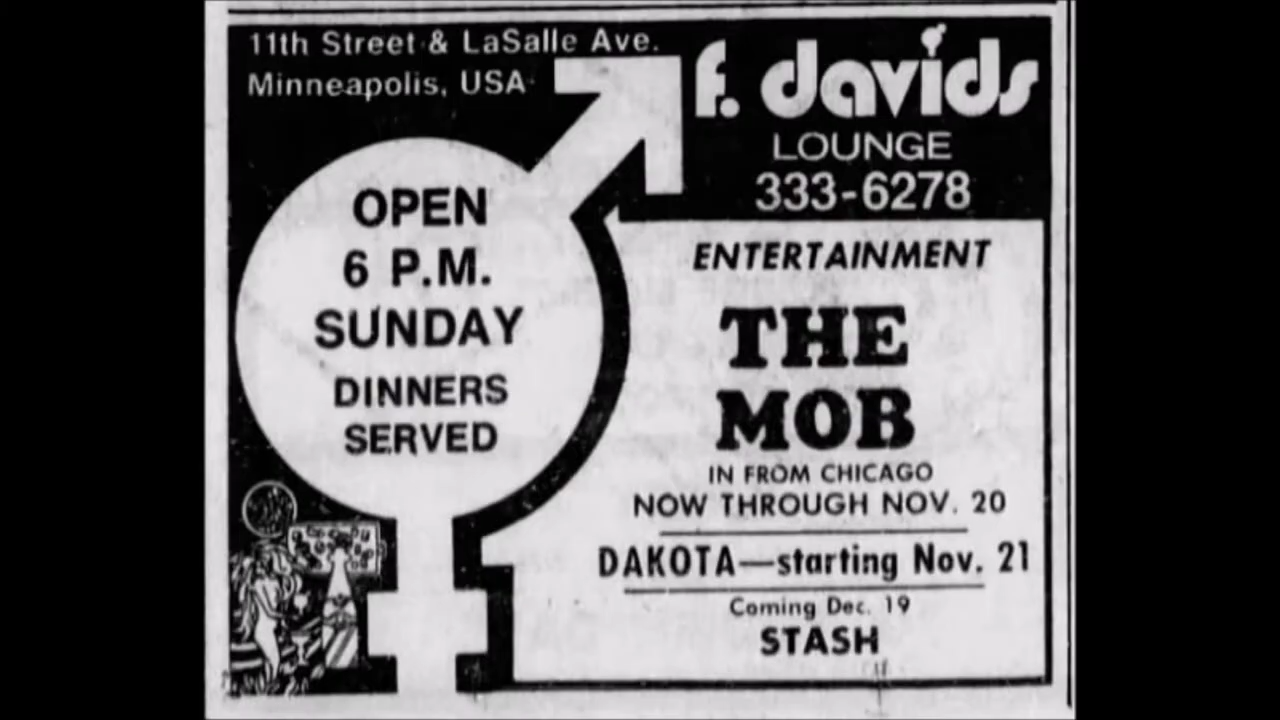 11th Street & LaSalle Ave.
Minneapolis, USA
f. davids
LOUNGE
333-6278
OPEN
6 P.M.
SUNDAY
DINNERS
SERVED
ENTERTAINMENT
THE
MOB
IN FROM CHICAGO
NOW THROUGH NOV. 20
DAKOTA—starting Nov. 21
Coming Dec. 19
STASH